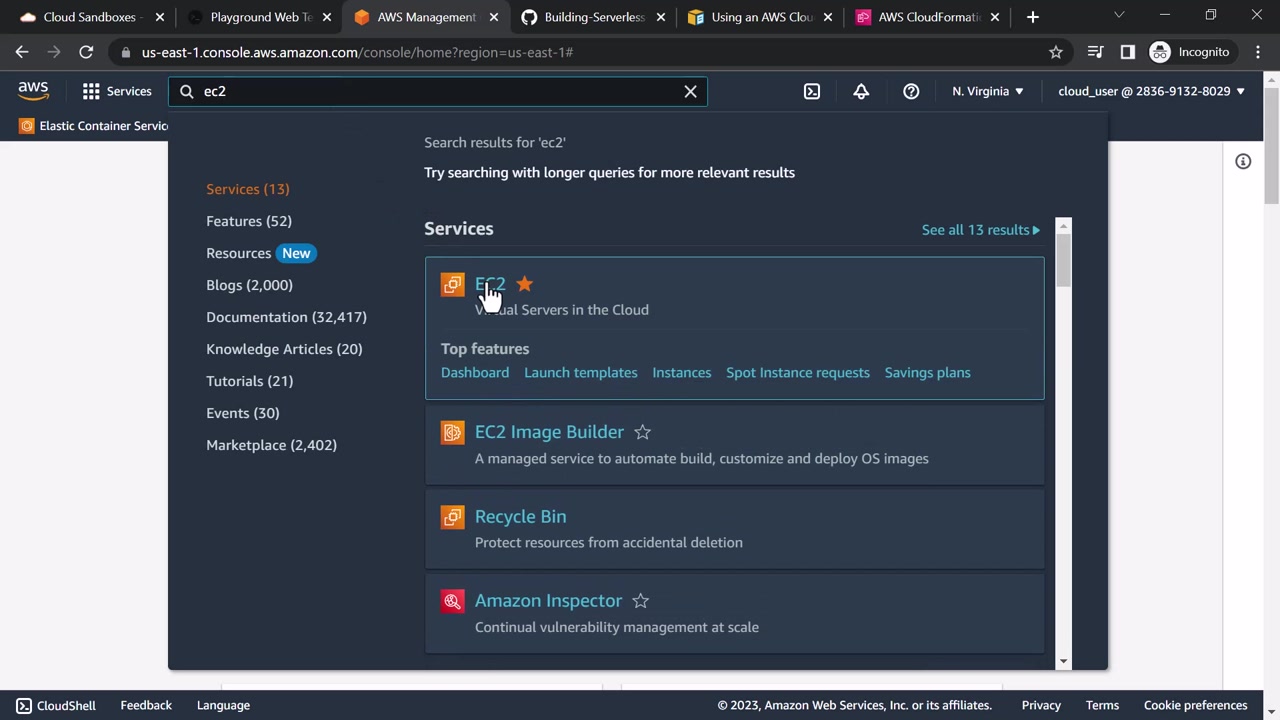 Cloud Sandboxes
Playground Web Te
AWS Management
Building-Serverless
Using an AWS Clou
AWS CloudFormati
us-east-1.console.aws.amazon.com/console/home?region=us-east-1#
Incognito
aws
Services
ec2
N. Virginia
cloud_user @ 2836-9132-8029
Elastic Container Servic
Search results for 'ec2'
Try searching with longer queries for more relevant results
Services (13)
Features (52)
Resources New
Blogs (2,000)
Documentation (32,417)
Knowledge Articles (20)
Tutorials (21)
Events (30)
Marketplace (2,402)
Services
See all 13 results
EC2
Virtual Servers in the Cloud
Top features
Dashboard Launch templates Instances Spot Instance requests Savings plans
EC2 Image Builder
A managed service to automate build, customize and deploy OS images
Recycle Bin
Protect resources from accidental deletion
Amazon Inspector
Continual vulnerability management at scale
CloudShell
Feedback
Language
© 2023, Amazon Web Services, Inc. or its affiliates.
Privacy
Terms
Cookie preferences